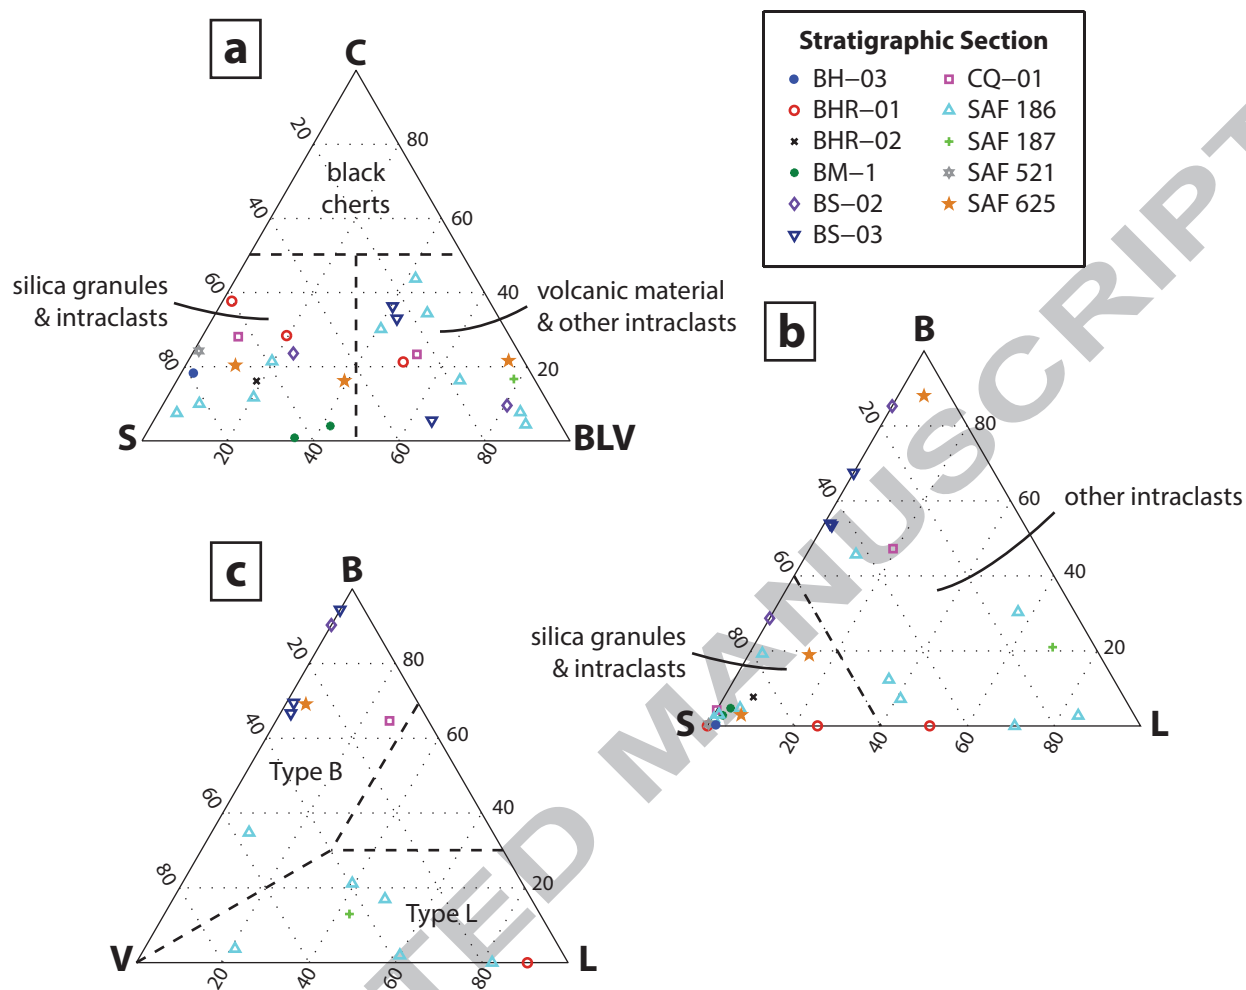 a
C
20
80
black
cherts
40
60
silica granules
& intraclasts
60
40
volcanic material
& other intraclasts
80
20
S
BLV
20
40
60
80
Stratigraphic Section
BH−03
BHR−01
BHR−02
BM−1
BS−02
BS−03
CQ−01
SAF 186
SAF 187
SAF 521
SAF 625
b
B
20
80
40
60
other intraclasts
60
40
silica granules
& intraclasts
80
20
S
L
20
40
60
80
c
B
20
80
40
60
Type B
60
40
80
20
Type L
V
L
20
40
60
80
TED MANUSCRIPT